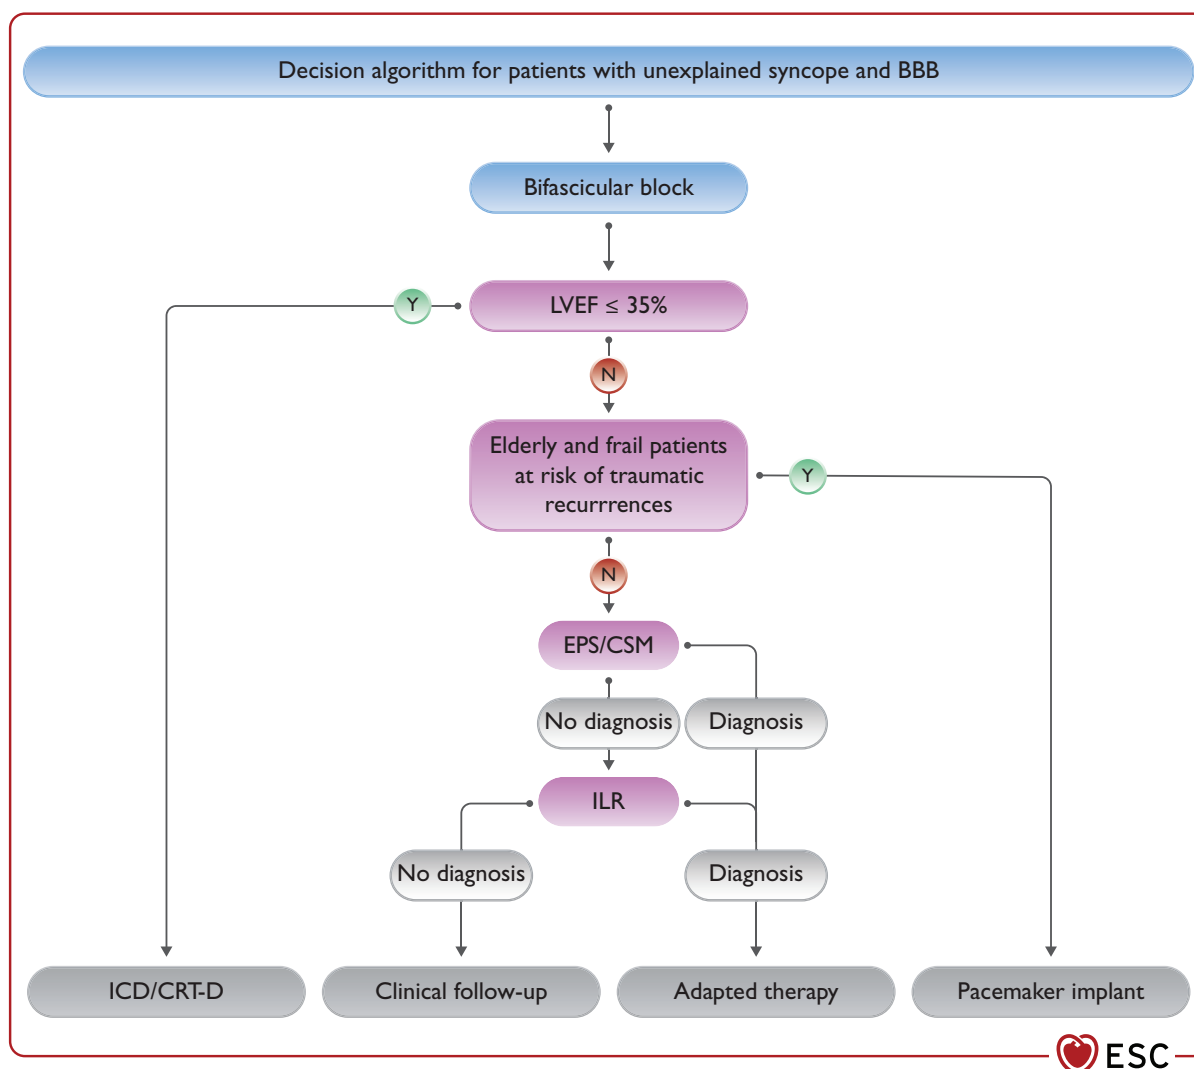 Decision algorithm for patients with unexplained syncope and BBB
Bifascicular block
Y
LVEF ≤ 35%
N
Elderly and frail patients
at risk of traumatic
recurrrences
Y
N
EPS/CSM
No diagnosis
Diagnosis
ILR
No diagnosis
Diagnosis
ICD/CRT-D
Clinical follow-up
Adapted therapy
Pacemaker implant
ESC